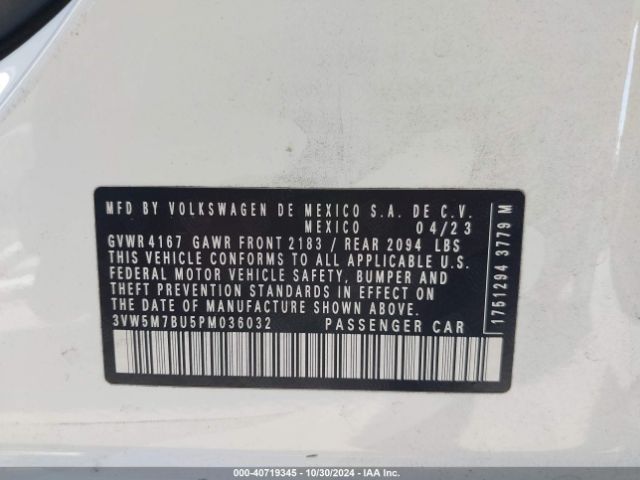 MFD BY VOLKSWAGEN DE MEXICO S.A. DE C.V.
MEXICO 04/23
GVWR 4167 GAWR FRONT 2183 / REAR 2094 LBS
THIS VEHICLE CONFORMS TO ALL APPLICABLE U.S.
FEDERAL MOTOR VEHICLE SAFETY, BUMPER AND
THEFT PREVENTION STANDARDS IN EFFECT ON THE
DATE OF MANUFACTURE SHOWN ABOVE.
3VW5M7BU5PM036032 PASSENGER CAR
1751294 3779 M
000-40719345 - 10/30/2024 - IAA Inc.